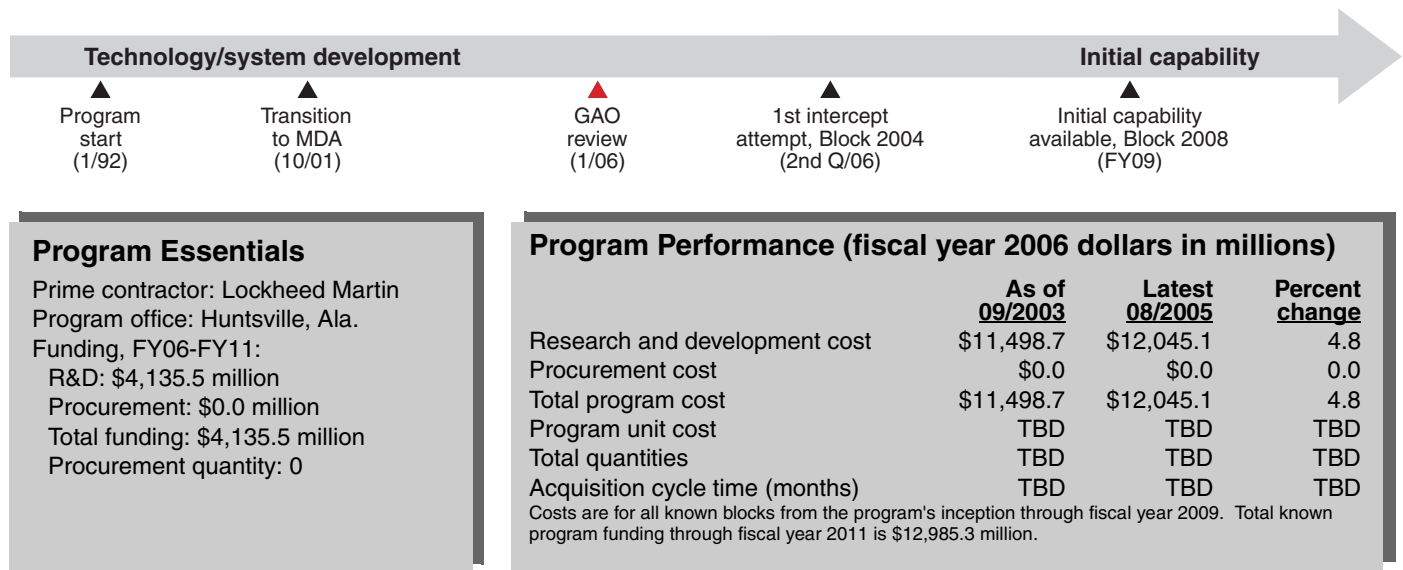 Technology/system development
Initial capability
Program
start
(1/92)
Transition
to MDA
(10/01)
GAO
review
(1/06)
1st intercept
attempt, Block 2004
(2nd Q/06)
Initial capability
available, Block 2008
(FY09)
Program Essentials
Prime contractor: Lockheed Martin
Program office: Huntsville, Ala.
Funding, FY06-FY11:
R&D: $4,135.5 million
Procurement: $0.0 million
Total funding: $4,135.5 million
Procurement quantity: 0
Program Performance (fiscal year 2006 dollars in millions)
As of Latest Percent
09/2003 08/2005 change
Research and development cost $11,498.7 $12,045.1 4.8
Procurement cost $0.0 $0.0 0.0
Total program cost $11,498.7 $12,045.1 4.8
Program unit cost TBD TBD TBD
Total quantities TBD TBD TBD
Acquisition cycle time (months) TBD TBD TBD
Costs are for all known blocks from the program's inception through fiscal year 2009. Total known
program funding through fiscal year 2011 is $12,985.3 million.